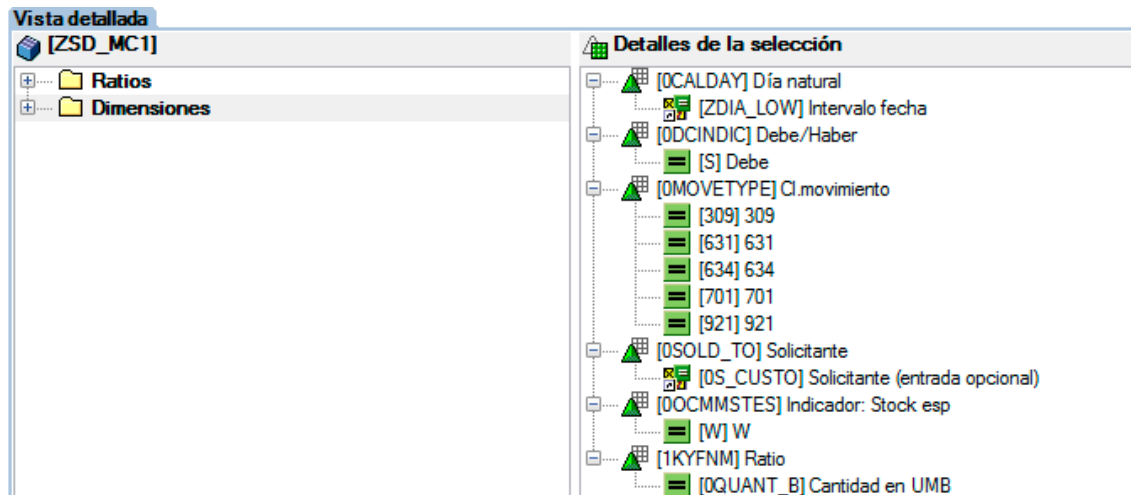 Vista detallada
[ZSD_MC1]
Ratios
Dimensiones
Detalles de la selección
[0CALDAY] Día natural
[ZDIA_LOW] Intervalo fecha
[0DCINDIC] Debe/Haber
[S] Debe
[0MOVETYPE] Cl.movimiento
[309] 309
[631] 631
[634] 634
[701] 701
[921] 921
[0SOLD_TO] Solicitante
[0S_CUSTO] Solicitante (entrada opcional)
[0OCMMSTES] Indicador: Stock esp
[W] W
[1KYFNM] Ratio
[0QUANT_B] Cantidad en UMB